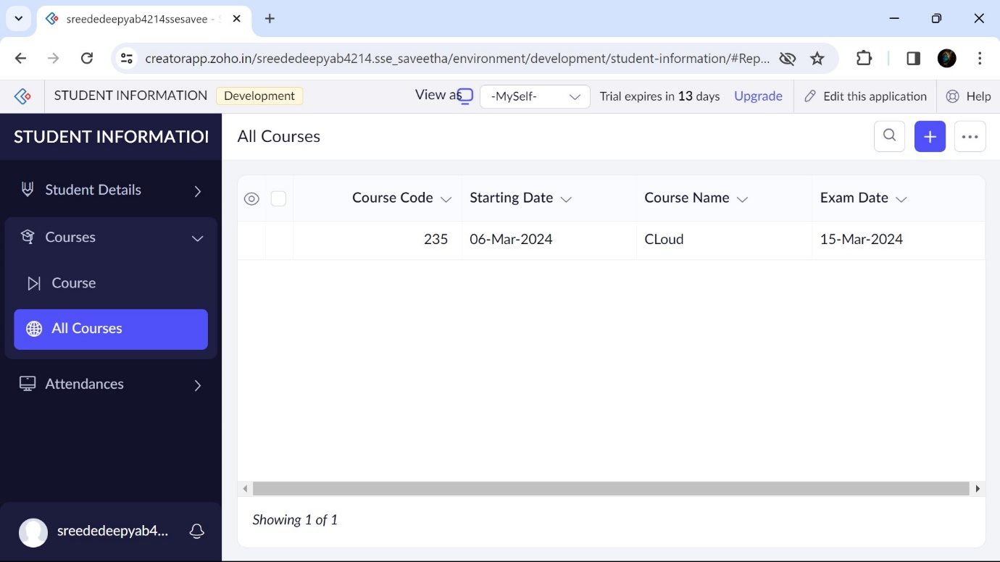 sreededeepyab4214ssesavee -
creatorapp.zoho.in/sreededeepyab4214.sse_saveetha/environment/development/student-information/#Rep...
STUDENT INFORMATION Development View as -MySelf- Trial expires in 13 days Upgrade Edit this application Help
STUDENT INFORMATIOI
All Courses
Student Details
Courses
Course
All Courses
Attendances
sreededeepyab4...
Course Code Starting Date Course Name Exam Date
235 06-Mar-2024 CLoud 15-Mar-2024
Showing 1 of 1